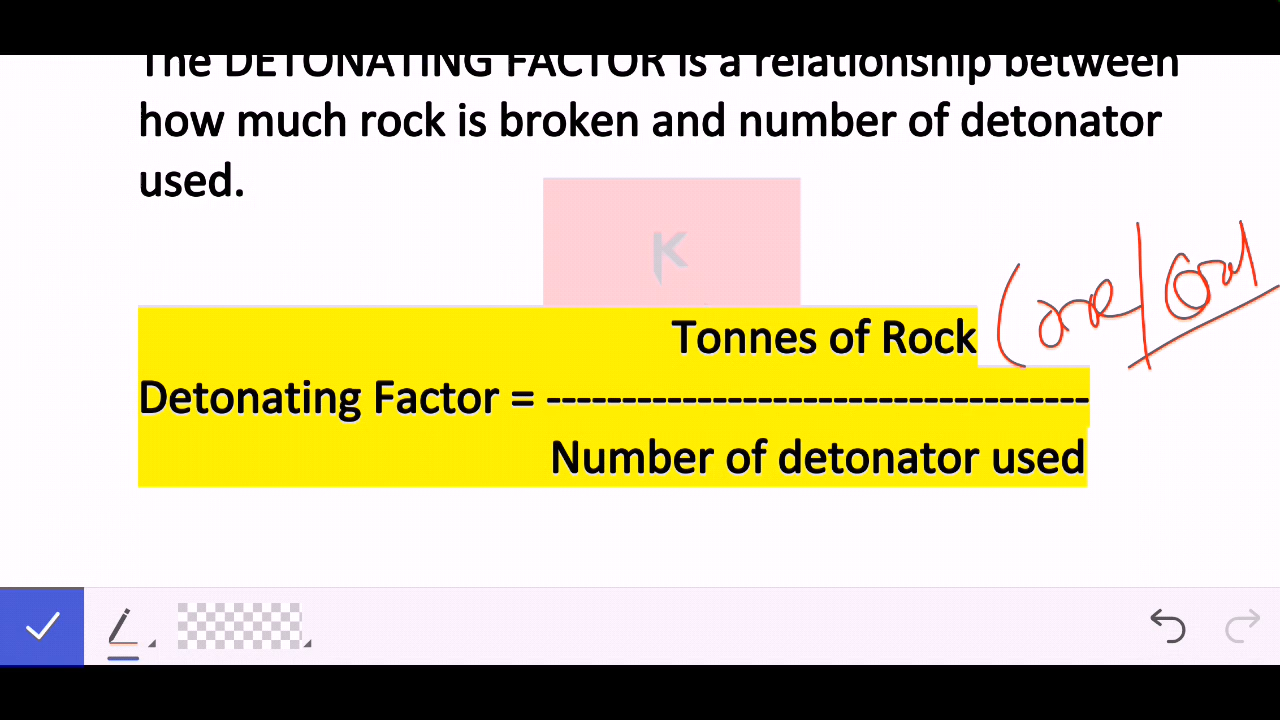 The DETONATING FACTOR is a relationship between
how much rock is broken and number of detonator
used.
K
Tonnes of Rock (ore/Coal
Detonating Factor = ------------------------------------
Number of detonator used